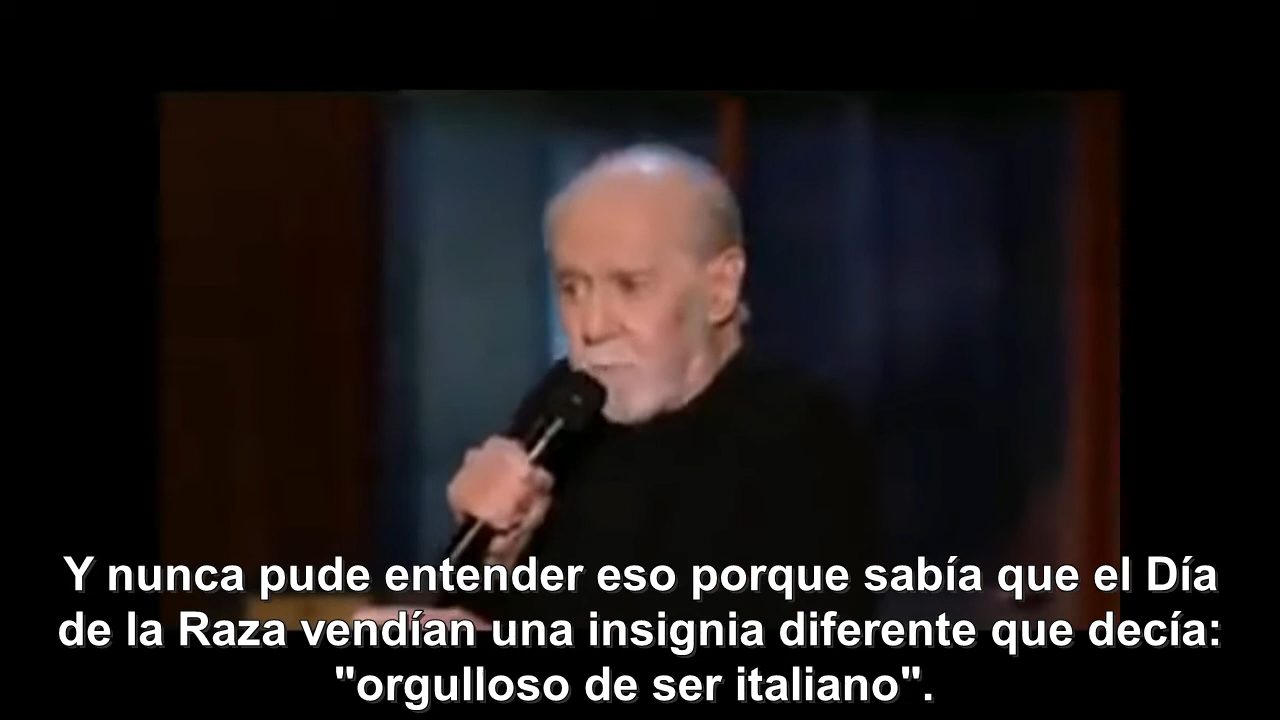 Y nunca pude entender eso porque sabía que el Día
de la Raza vendían una insignia diferente que decía:
"orgulloso de ser italiano".